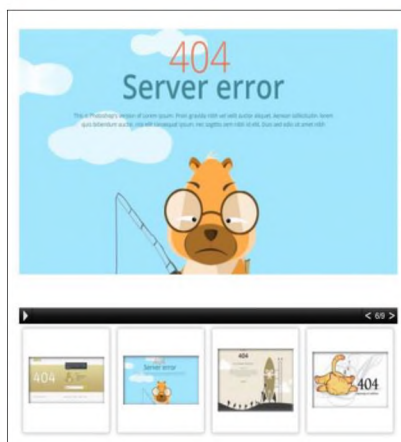 404
Server error
This is Photoshop's version of Lorem Ipsum. Proin gravida nibh vel velit auctor aliquet. Aenean sollicitudin, lorem
quis bibendum auctor, nisi elit consequat ipsum, nec sagittis sem nibh id elit. Duis sed odio sit amet nibh
< 6/9 >
404
Server error
404
404